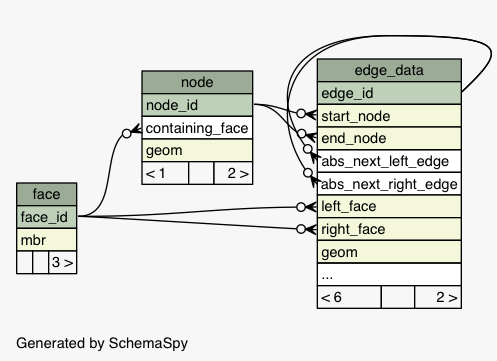 node
node_id
containing_face
geom
< 1 2 >
edge_data
edge_id
start_node
end_node
abs_next_left_edge
abs_next_right_edge
left_face
right_face
geom
...
< 6 2 >
face
face_id
mbr
3 >
Generated by SchemaSpy